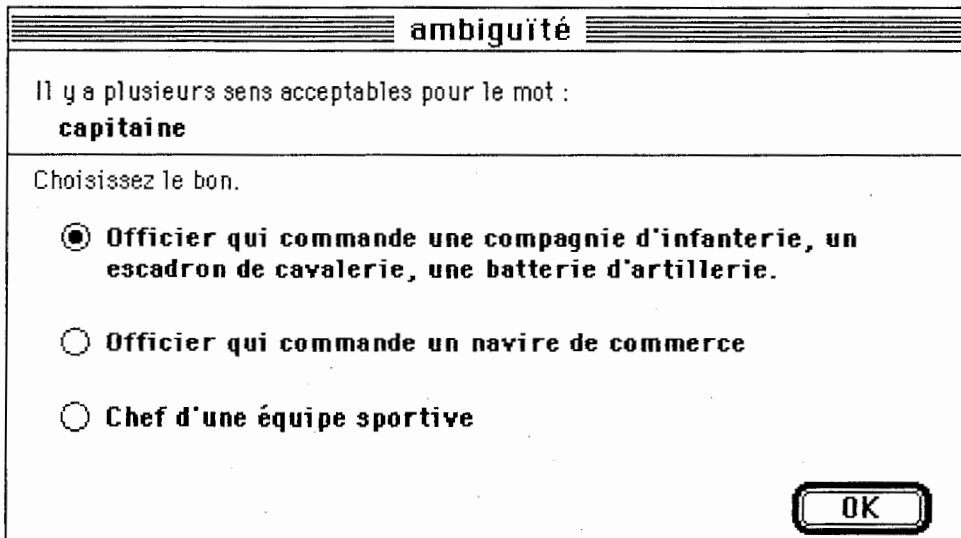 ambiguïté
Il y a plusieurs sens acceptables pour le mot :
capitaine
Choisissez le bon.
Officier qui commande une compagnie d'infanterie, un
escadron de cavalerie, une batterie d'artillerie.
Officier qui commande un navire de commerce
Chef d'une équipe sportive
OK